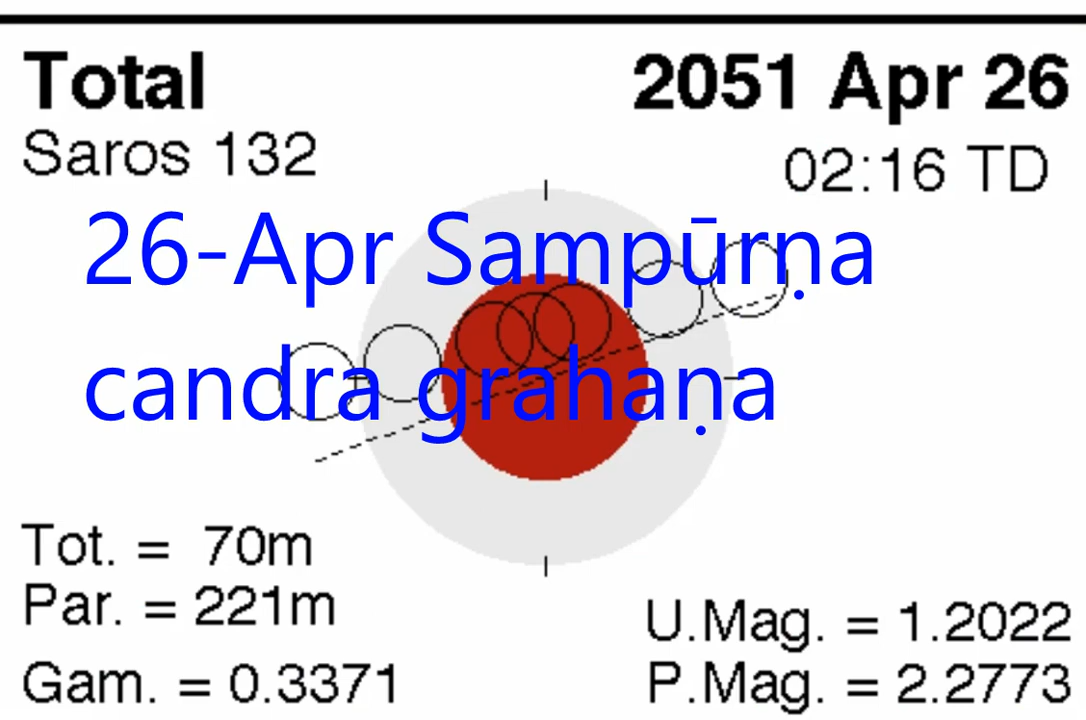 Total
2051 Apr 26
Saros 132
02:16 TD
26-Apr Sampūrṇa
candra grahaṇa
Tot. = 70m
Par. = 221m
Gam. = 0.3371
U.Mag. = 1.2022
P.Mag. = 2.2773